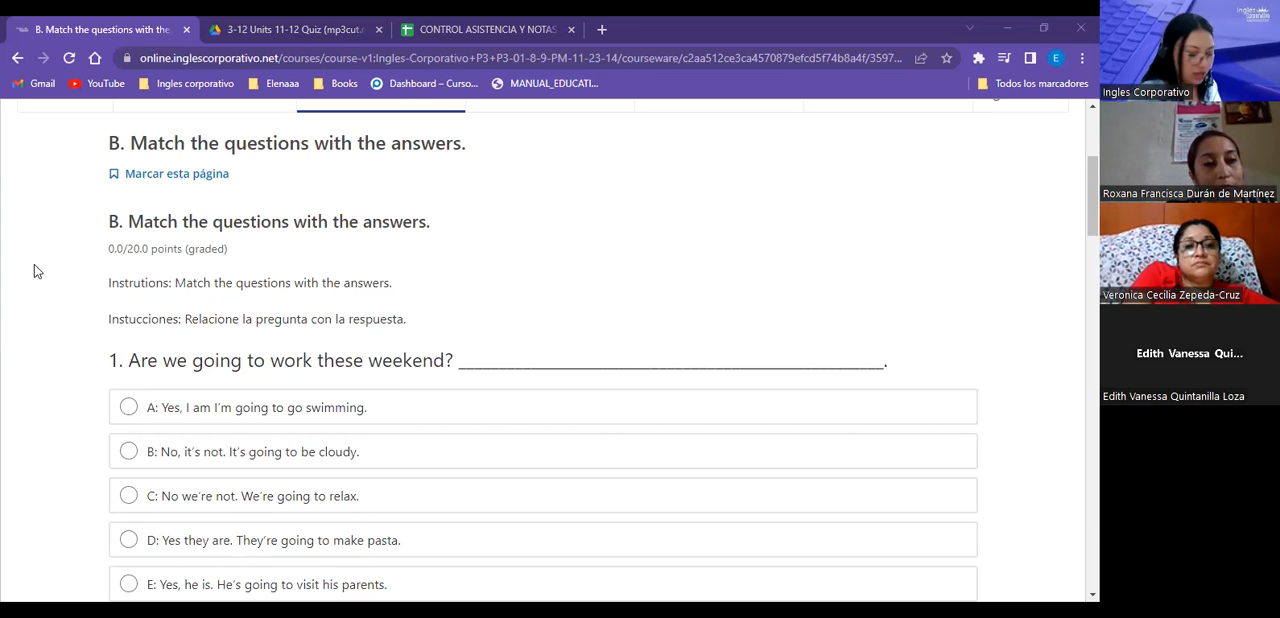 B. Match the questions with the
3-12 Units 11-12 Quiz (mp3cut.n
CONTROL ASISTENCIA Y NOTAS
online.inglescorporativo.net/courses/course-v1:Ingles-Corporativo+P3+P3-01-8-9-PM-11-23-14/courseware/c2aa512ce3ca4570879efcd5f74b8a4f/3597...
E
Gmail
YouTube
Ingles corporativo
Elenaaa
Books
Dashboard – Curso...
MANUAL_EDUCATI...
Todos los marcadores
B. Match the questions with the answers.
Marcar esta página
B. Match the questions with the answers.
0.0/20.0 points (graded)
Instrutions: Match the questions with the answers.
Instucciones: Relacione la pregunta con la respuesta.
1. Are we going to work these weekend? ________________________________________.
A: Yes, I am I'm going to go swimming.
B: No, it's not. It's going to be cloudy.
C: No we're not. We're going to relax.
D: Yes they are. They're going to make pasta.
E: Yes, he is. He's going to visit his parents.
Ingles Corporativo
Roxana Francisca Durán de Martínez
Veronica Cecilia Zepeda-Cruz
Edith Vanessa Qui...
Edith Vanessa Quintanilla Loza